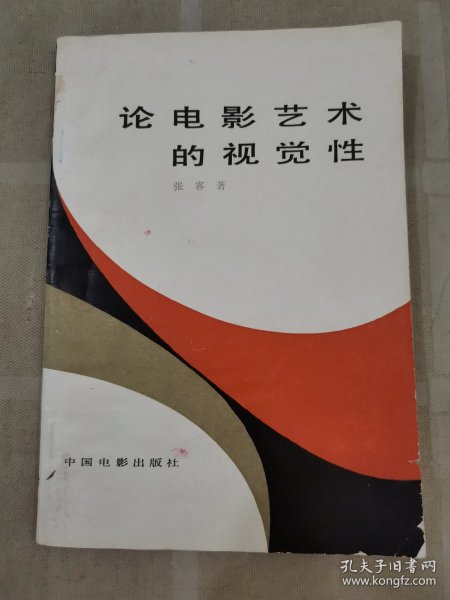 论电影艺术
的视觉性
张客著
中国电影出版社
孔夫子旧书网
www.kongfz.com